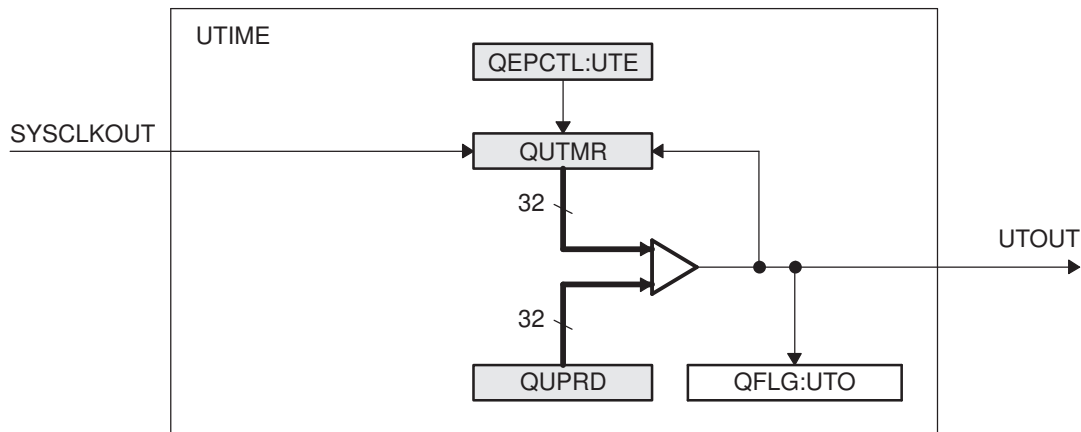 UTIME
QEPCTL:UTE
SYSCLKOUT
QUTMR
32
UTOUT
32
QUPRD
QFLG:UTO